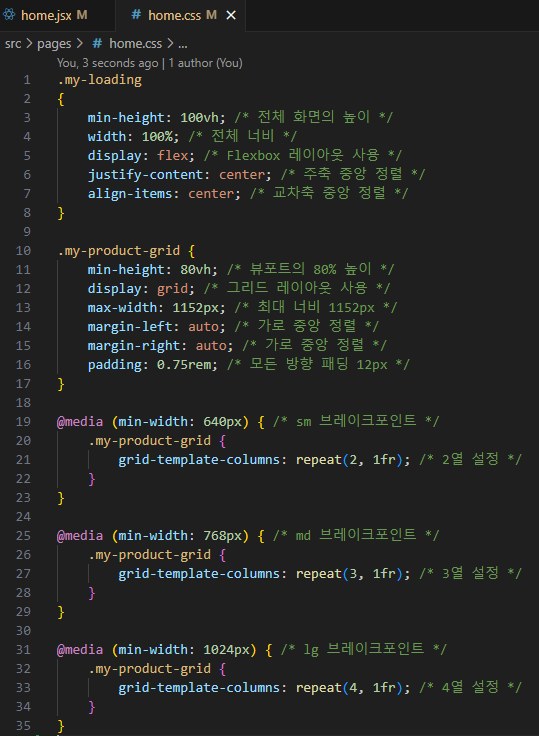 home.jsx M home.css M
src > pages > # home.css > ...
You, 3 seconds ago | 1 author (You)
1 .my-loading
2 {
3 min-height: 100vh; /* 전체 화면의 높이 */
4 width: 100%; /* 전체 너비 */
5 display: flex; /* Flexbox 레이아웃 사용 */
6 justify-content: center; /* 주축 중앙 정렬 */
7 align-items: center; /* 교차축 중앙 정렬 */
8 }
9
10 .my-product-grid {
11 min-height: 80vh; /* 뷰포트의 80% 높이 */
12 display: grid; /* 그리드 레이아웃 사용 */
13 max-width: 1152px; /* 최대 너비 1152px */
14 margin-left: auto; /* 가로 중앙 정렬 */
15 margin-right: auto; /* 가로 중앙 정렬 */
16 padding: 0.75rem; /* 모든 방향 패딩 12px */
17 }
18
19 @media (min-width: 640px) { /* sm 브레이크포인트 */
20 .my-product-grid {
21 grid-template-columns: repeat(2, 1fr); /* 2열 설정 */
22 }
23 }
24
25 @media (min-width: 768px) { /* md 브레이크포인트 */
26 .my-product-grid {
27 grid-template-columns: repeat(3, 1fr); /* 3열 설정 */
28 }
29 }
30
31 @media (min-width: 1024px) { /* lg 브레이크포인트 */
32 .my-product-grid {
33 grid-template-columns: repeat(4, 1fr); /* 4열 설정 */
34 }
35 }